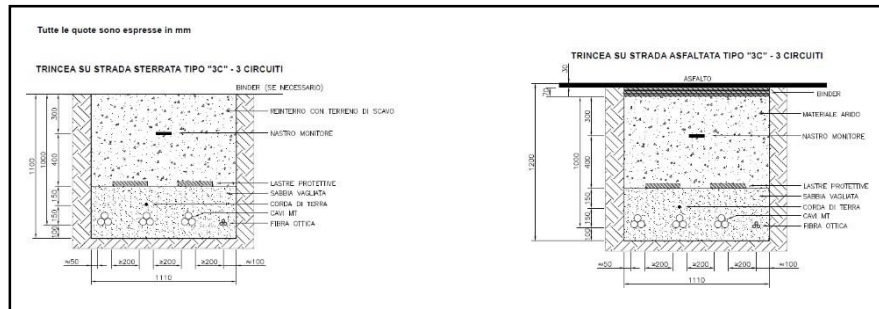 Tutte le quote sono espresse in mm
TRINCEA SU STRADA STERRATA TIPO "3C" - 3 CIRCUITI
BINDER (SE NECESSARIO)
REINTERRO CON TERRENO DI SCAVO
NASTRO MONITORE
LASTRE PROTETTIVE
SABBIA VAGLIATA
CORDA DI TERRA
CAVI MT
FIBRA OTTICA
1100
1000
300
400
150
150
100
≈50
≥200
≥200
≥200
≈100
1110
TRINCEA SU STRADA ASFALTATA TIPO "3C" - 3 CIRCUITI
30
ASFALTO
70
BINDER
MATERIALE ARIDO
NASTRO MONITORE
LASTRE PROTETTIVE
SABBIA VAGLIATA
CORDA DI TERRA
CAVI MT
FIBRA OTTICA
1200
1000
300
400
150
150
100
≈50
≥200
≥200
≥200
≈100
1110